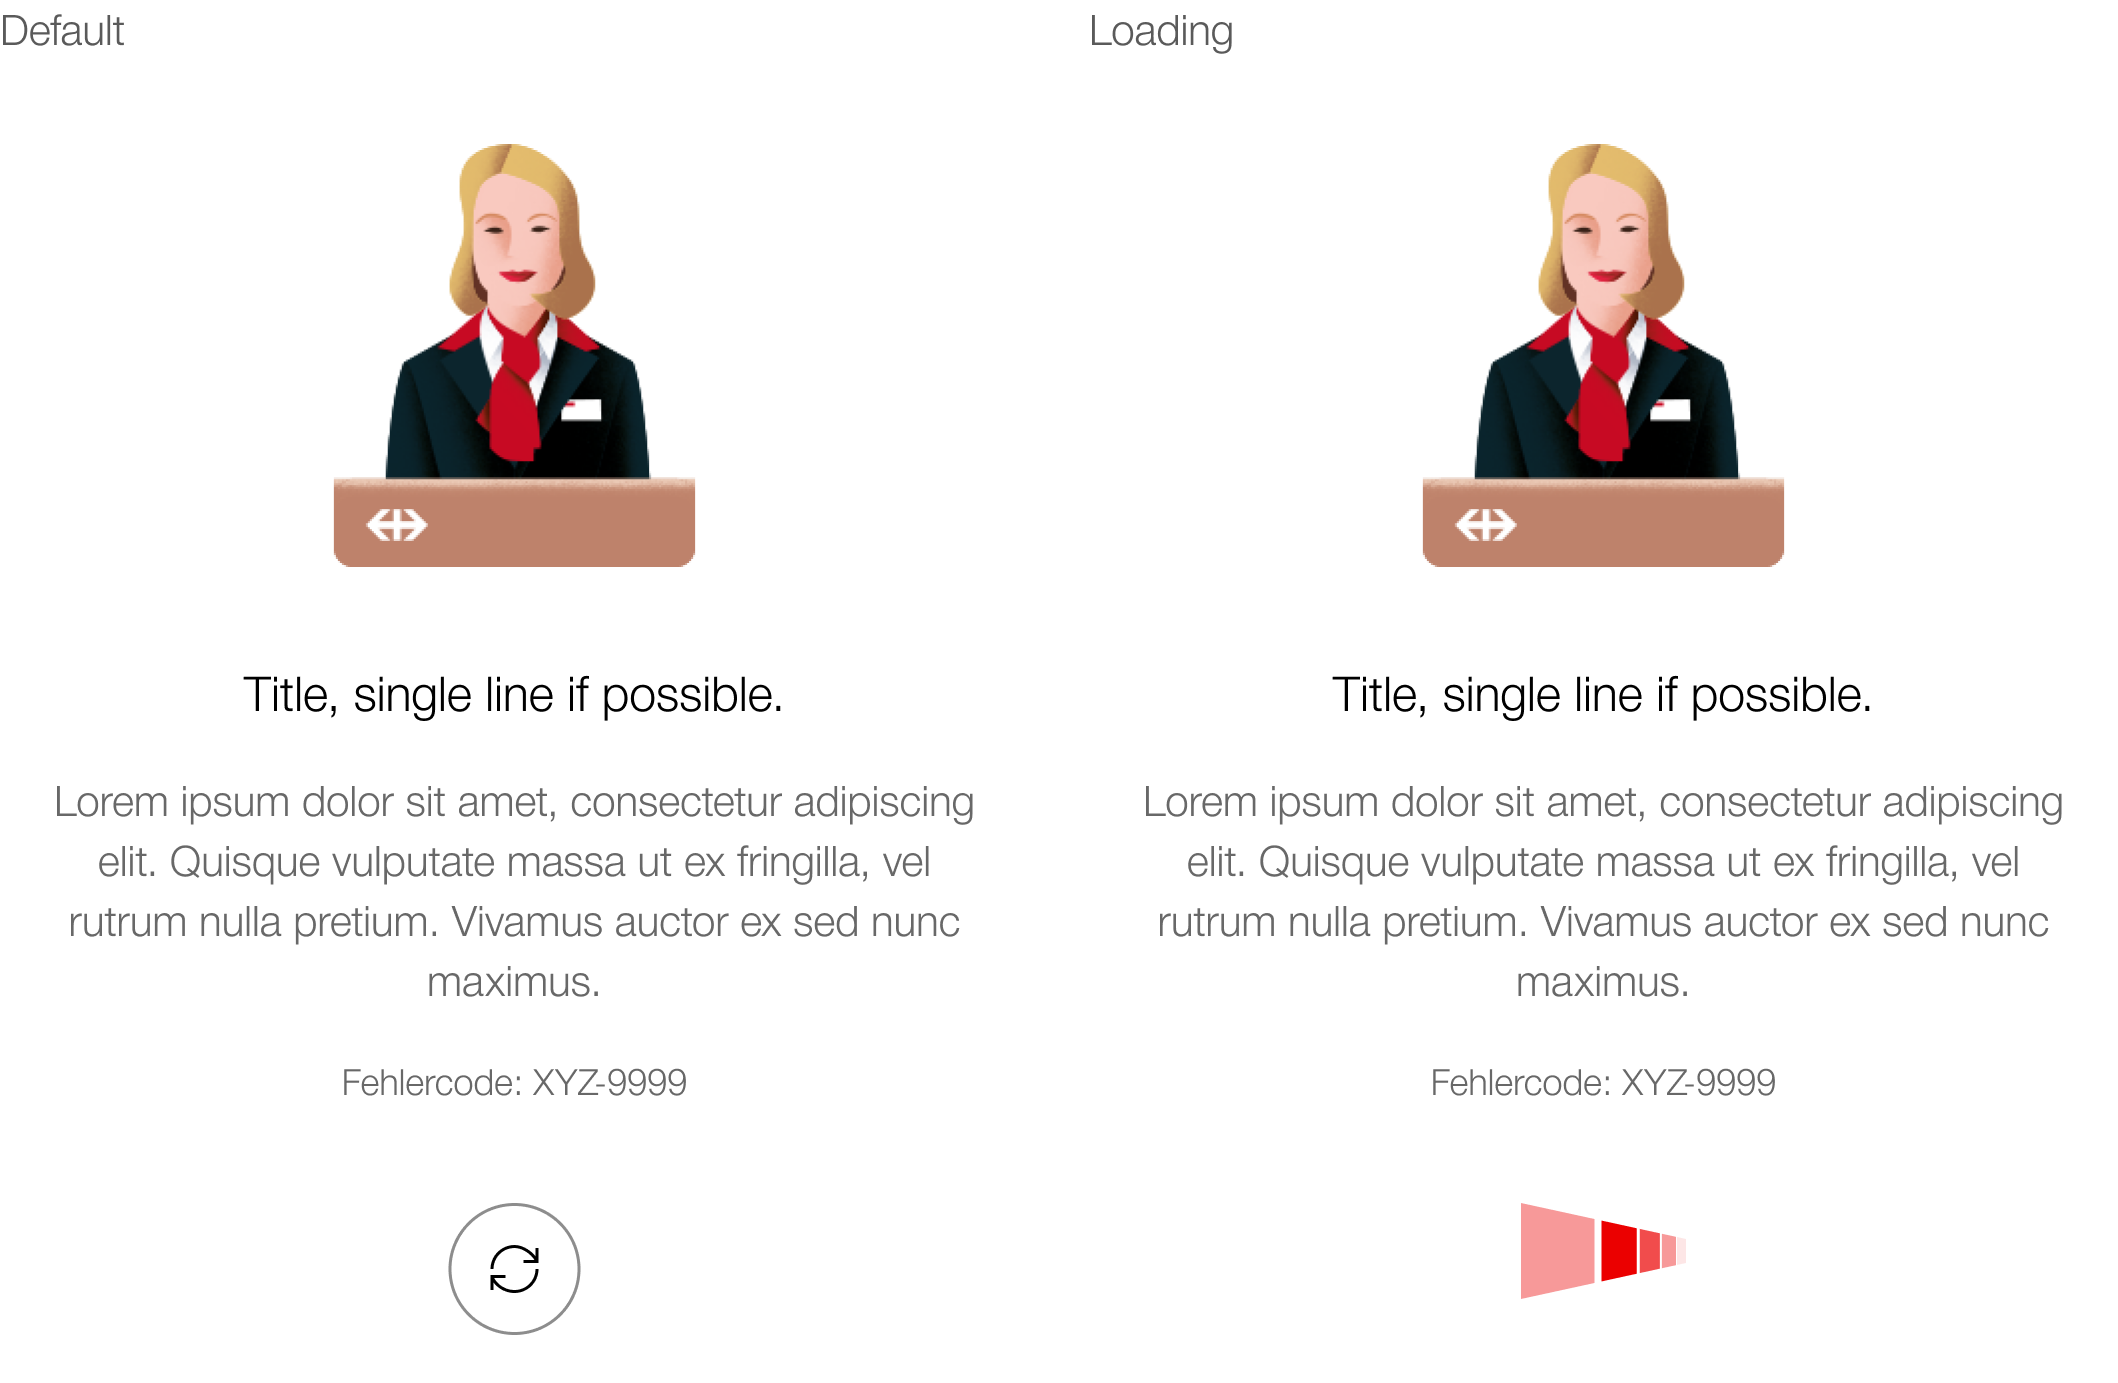 Default
Title, single line if possible.
Lorem ipsum dolor sit amet, consectetur adipiscing
elit. Quisque vulputate massa ut ex fringilla, vel
rutrum nulla pretium. Vivamus auctor ex sed nunc
maximus.
Fehlercode: XYZ-9999
Loading
Title, single line if possible.
Lorem ipsum dolor sit amet, consectetur adipiscing
elit. Quisque vulputate massa ut ex fringilla, vel
rutrum nulla pretium. Vivamus auctor ex sed nunc
maximus.
Fehlercode: XYZ-9999